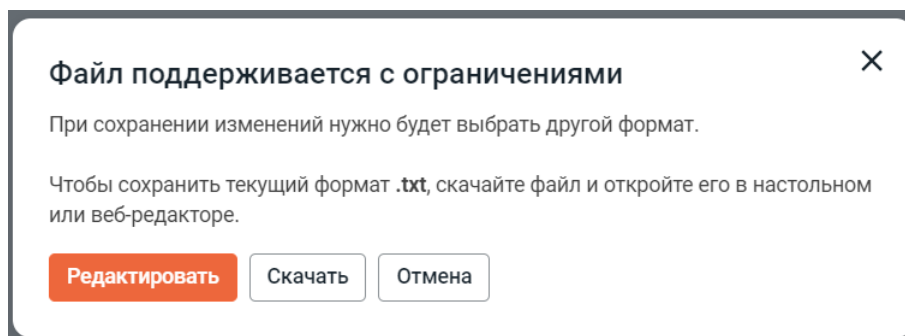 Файл поддерживается с ограничениями
При сохранении изменений нужно будет выбрать другой формат.
Чтобы сохранить текущий формат .txt, скачайте файл и откройте его в настольном
или веб-редакторе.
Редактировать Скачать Отмена